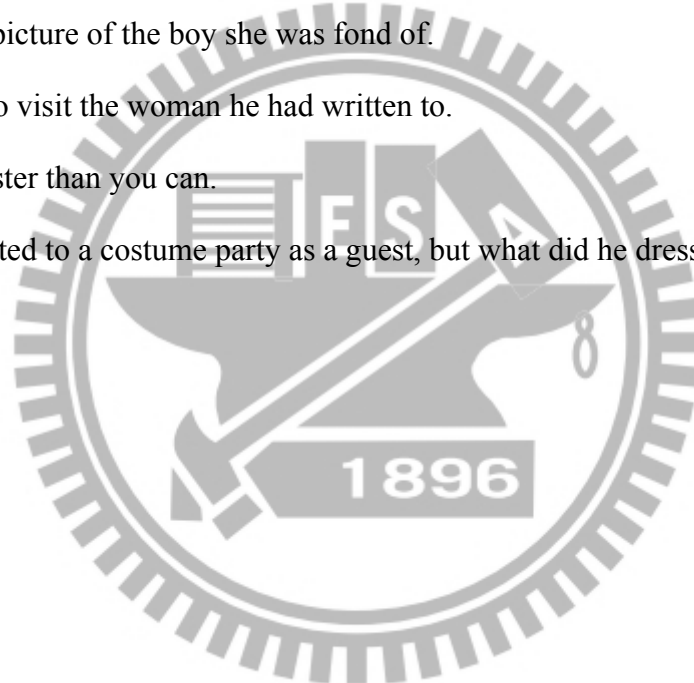 picture of the boy she was fond of.
o visit the woman he had written to.
ster than you can.
ted to a costume party as a guest, but what did he dress
E S A
1896